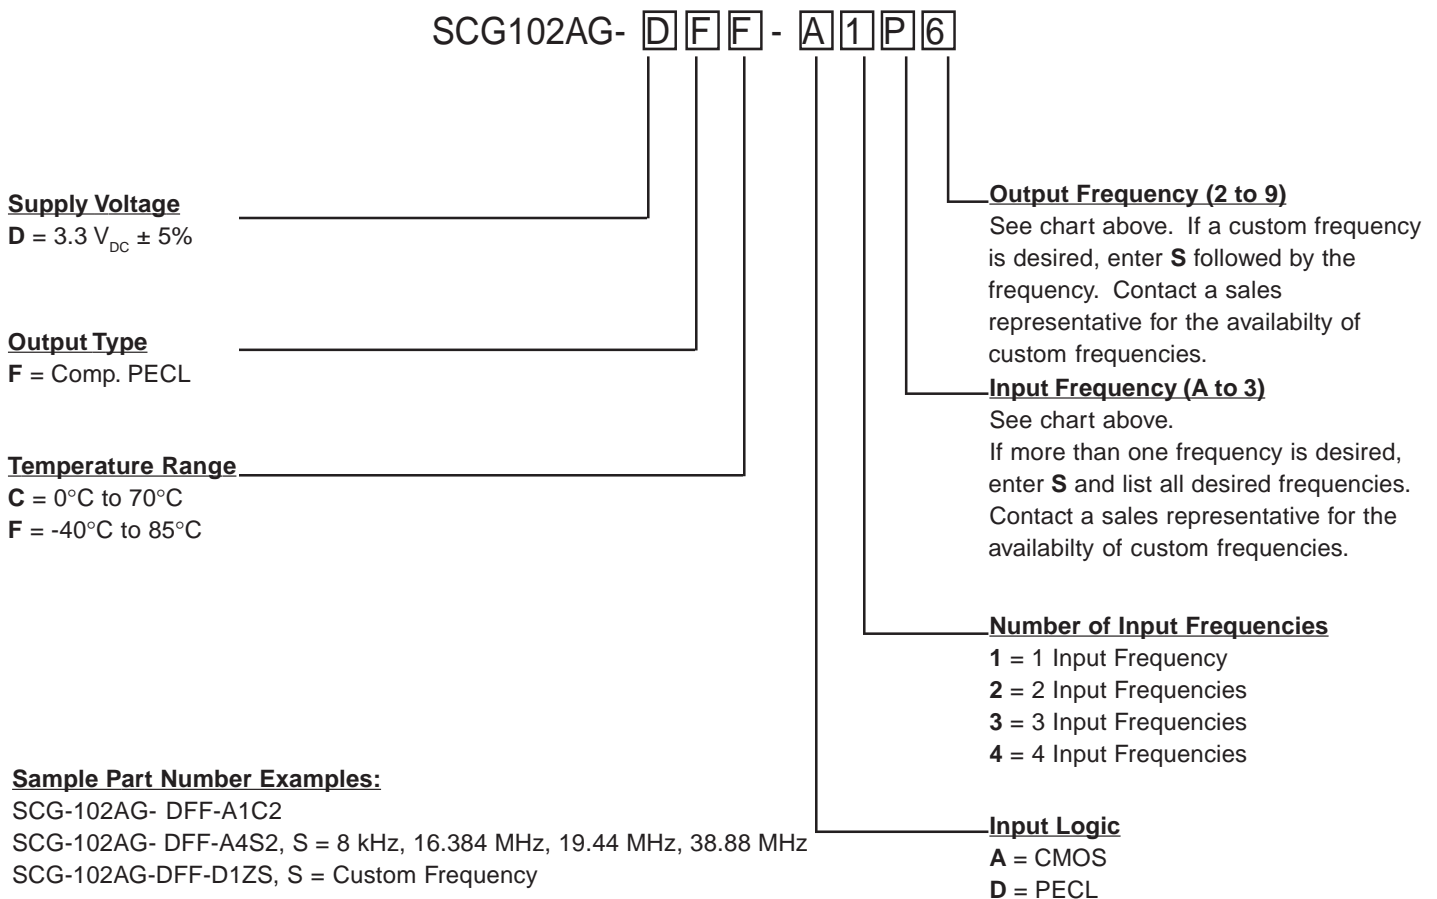 SCG102AG- D F F - A 1 P 6
Supply Voltage
D = 3.3 VDC ± 5%
Output Type
F = Comp. PECL
Temperature Range
C = 0°C to 70°C
F = -40°C to 85°C
Output Frequency (2 to 9)
See chart above. If a custom frequency
is desired, enter S followed by the
frequency. Contact a sales
representative for the availabilty of
custom frequencies.
Input Frequency (A to 3)
See chart above.
If more than one frequency is desired,
enter S and list all desired frequencies.
Contact a sales representative for the
availabilty of custom frequencies.
Number of Input Frequencies
1 = 1 Input Frequency
2 = 2 Input Frequencies
3 = 3 Input Frequencies
4 = 4 Input Frequencies
Input Logic
A = CMOS
D = PECL
Sample Part Number Examples:
SCG-102AG- DFF-A1C2
SCG-102AG- DFF-A4S2, S = 8 kHz, 16.384 MHz, 19.44 MHz, 38.88 MHz
SCG-102AG-DFF-D1ZS, S = Custom Frequency